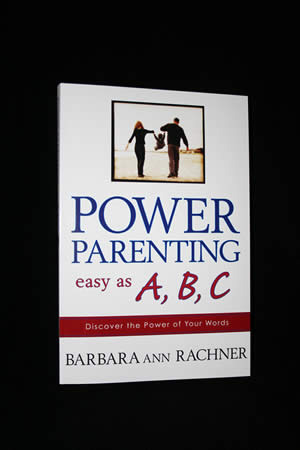 POWER
PARENTING
easy as A, B, C
Discover the Power of Your Words
BARBARA ANN RACHNER